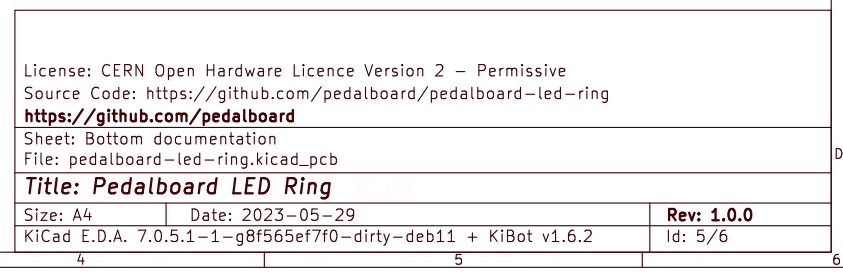 License: CERN Open Hardware Licence Version 2 – Permissive
Source Code: https://github.com/pedalboard/pedalboard-led-ring
https://github.com/pedalboard
Sheet: Bottom documentation
File: pedalboard-led-ring.kicad_pcb
Title: Pedalboard LED Ring
Size: A4 Date: 2023-05-29 Rev: 1.0.0
KiCad E.D.A. 7.0.5.1-1-g8f565ef7f0-dirty-deb11 + KiBot v1.6.2 Id: 5/6
D
4 5 6